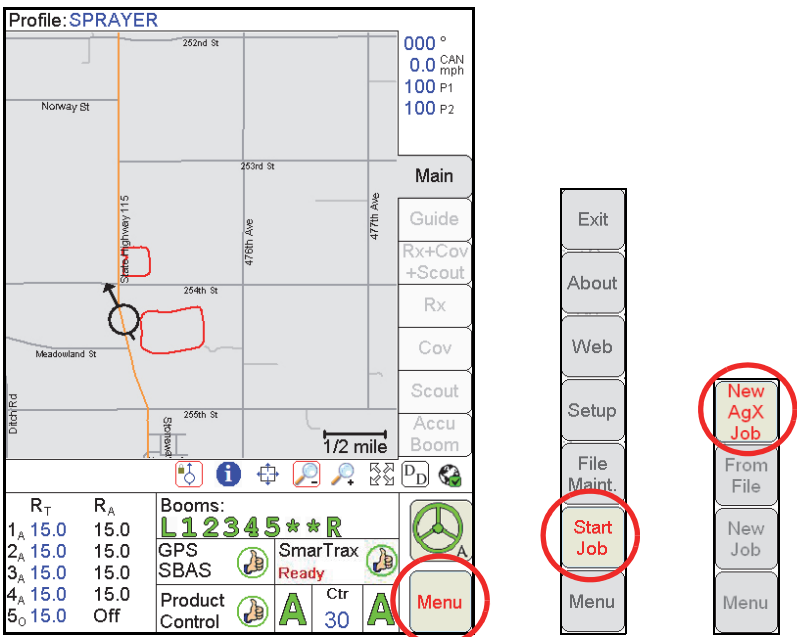 Profile: SPRAYER
252nd St
000 °
0.0 CAN mph
100 P1
100 P2
Norway St
253rd St
Main
State Highway 115
476th Ave
477th Ave
Guide
Rx+Cov
+Scout
254th St
Rx
Meadowland St
Cov
Ditch Rd
Scout
255th St
Accu
Boom
1/2 mile
DD
i
RT RA
1A 15.0 15.0
2A 15.0 15.0
3A 15.0 15.0
4A 15.0 15.0
5O 15.0 Off
Booms:
L12345**R
GPS
SBAS
SmarTrax
Ready
Product
Control
A
Ctr
30
A
A
Menu
Exit
About
Web
Setup
File
Maint.
Start
Job
Menu
New
AgX
Job
From
File
New
Job
Menu